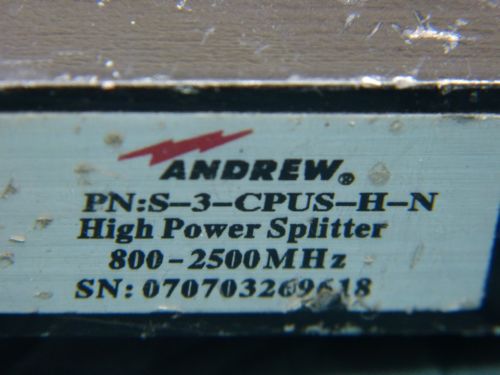 ANDREW®
PN:S-3-CPUS-H-N
High Power Splitter
800-2500MHz
SN: 070703269618